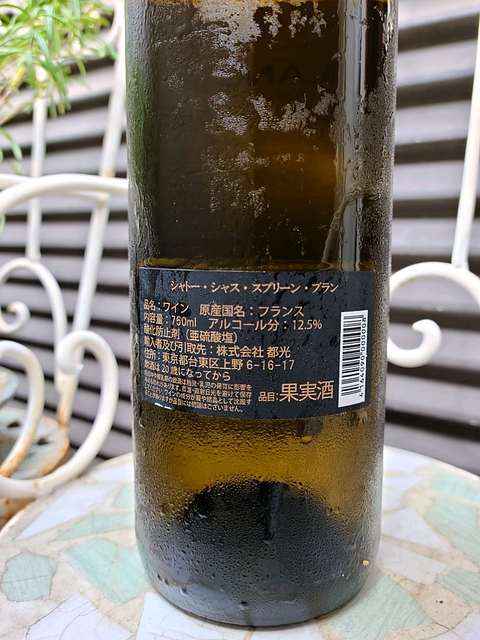 シャトー・シャス・スプリーン・ブラン
品名：ワイン 原産国名：フランス
内容量：750ml アルコール分：12.5%
酸化防止剤（亜硫酸塩）
輸入者及び引取先：株式会社 都光
住所：東京都台東区上野 6-16-17
飲酒は20歳になってから
品目：果実酒